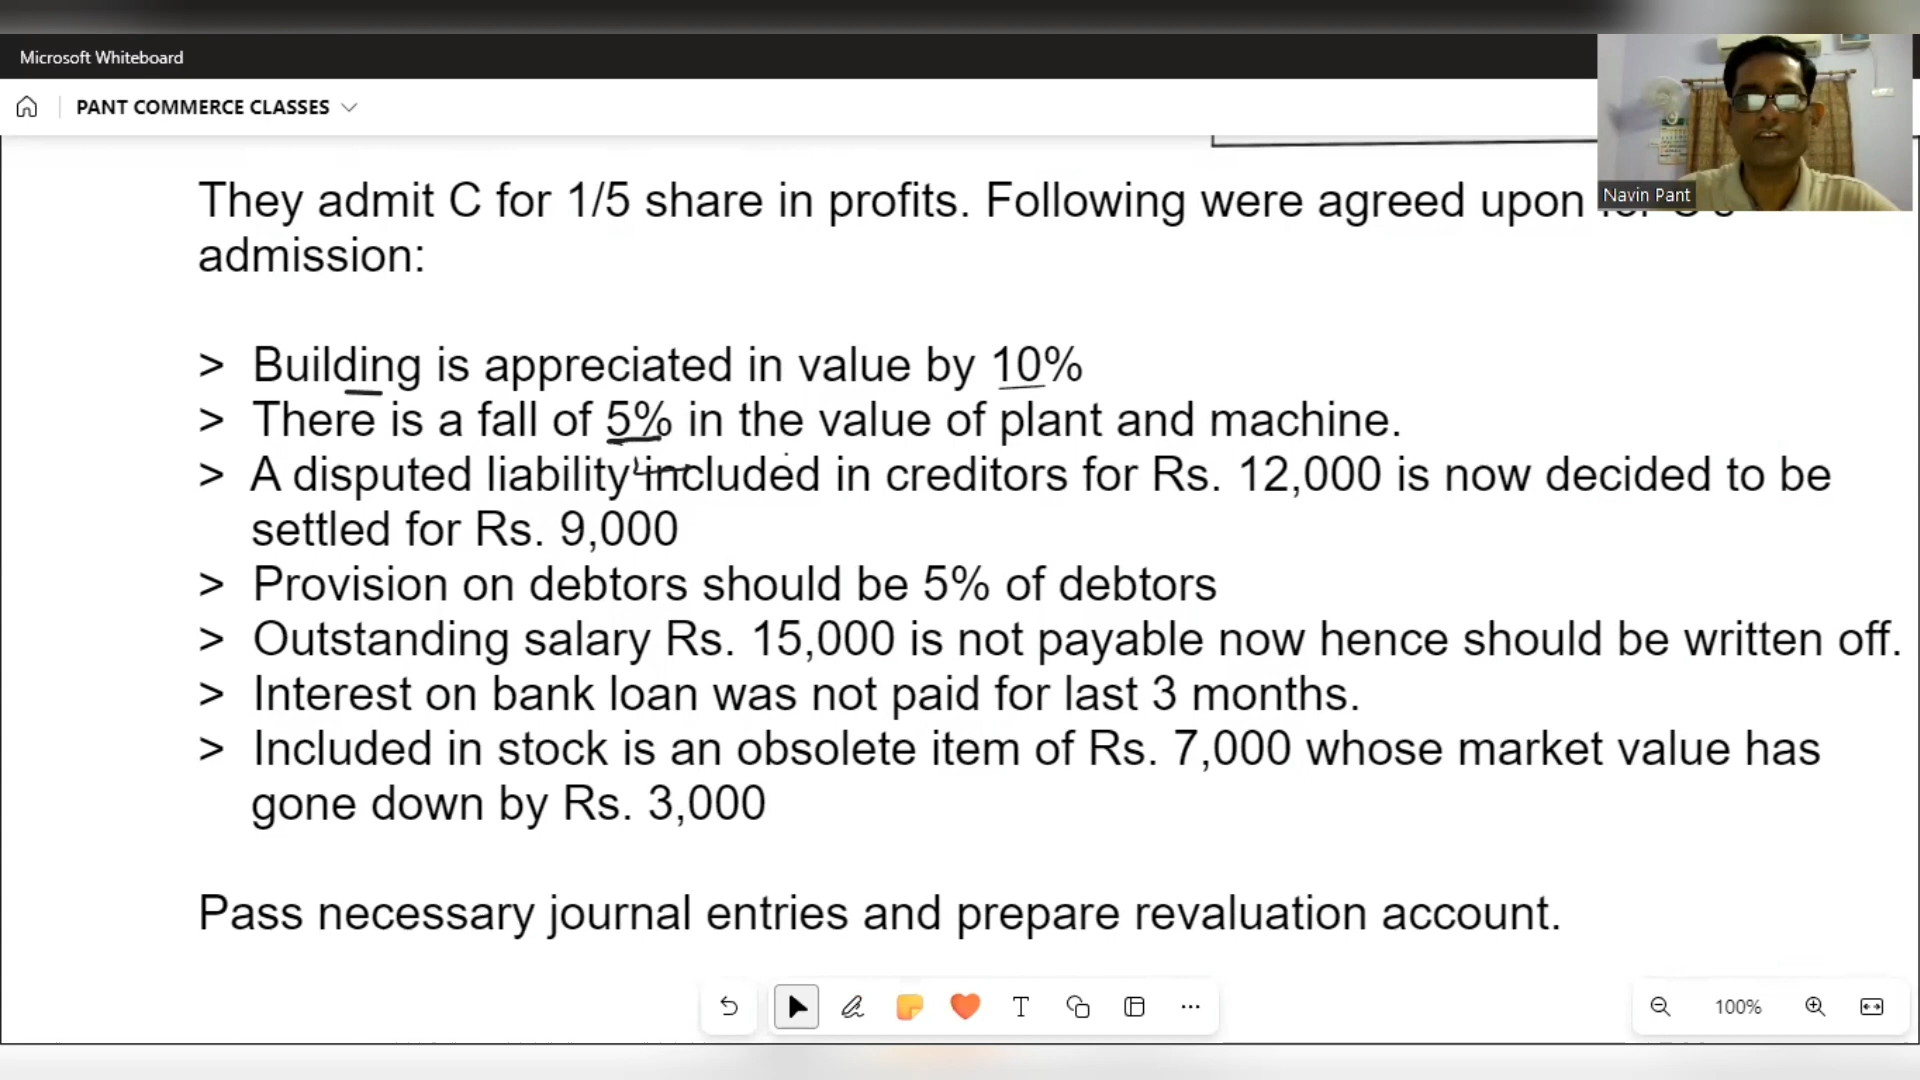 Microsoft Whiteboard
PANT COMMERCE CLASSES
Navin Pant
They admit C for 1/5 share in profits. Following were agreed upon
admission:
> Building is appreciated in value by 10%
> There is a fall of 5% in the value of plant and machine.
> A disputed liability included in creditors for Rs. 12,000 is now decided to be
settled for Rs. 9,000
> Provision on debtors should be 5% of debtors
> Outstanding salary Rs. 15,000 is not payable now hence should be written off.
> Interest on bank loan was not paid for last 3 months.
> Included in stock is an obsolete item of Rs. 7,000 whose market value has
gone down by Rs. 3,000
Pass necessary journal entries and prepare revaluation account.
T
100%